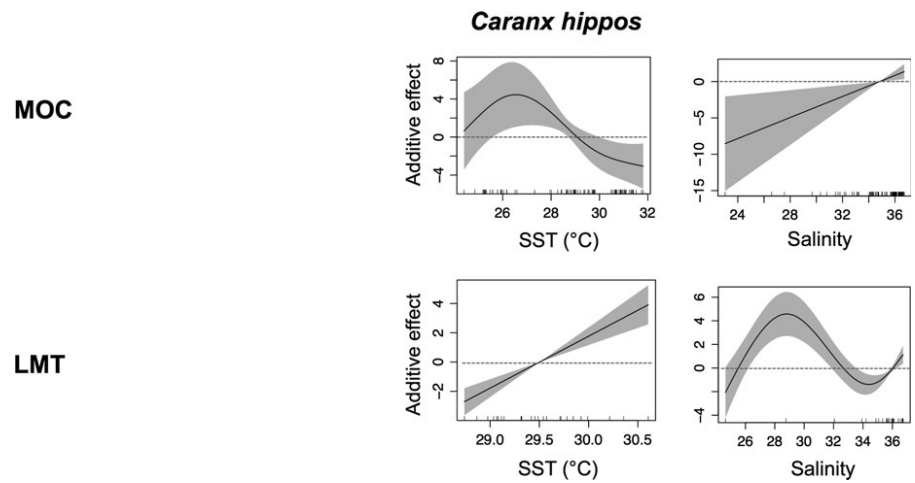 Caranx hippos
MOC
Additive effect
8
4
0
−4
26 28 30 32
SST (°C)
0
−5
−10
−15
24 28 32 36
Salinity
LMT
Additive effect
4
2
0
−2
29.0 29.5 30.0 30.5
SST (°C)
6
4
2
0
−4
26 28 30 32 34 36
Salinity